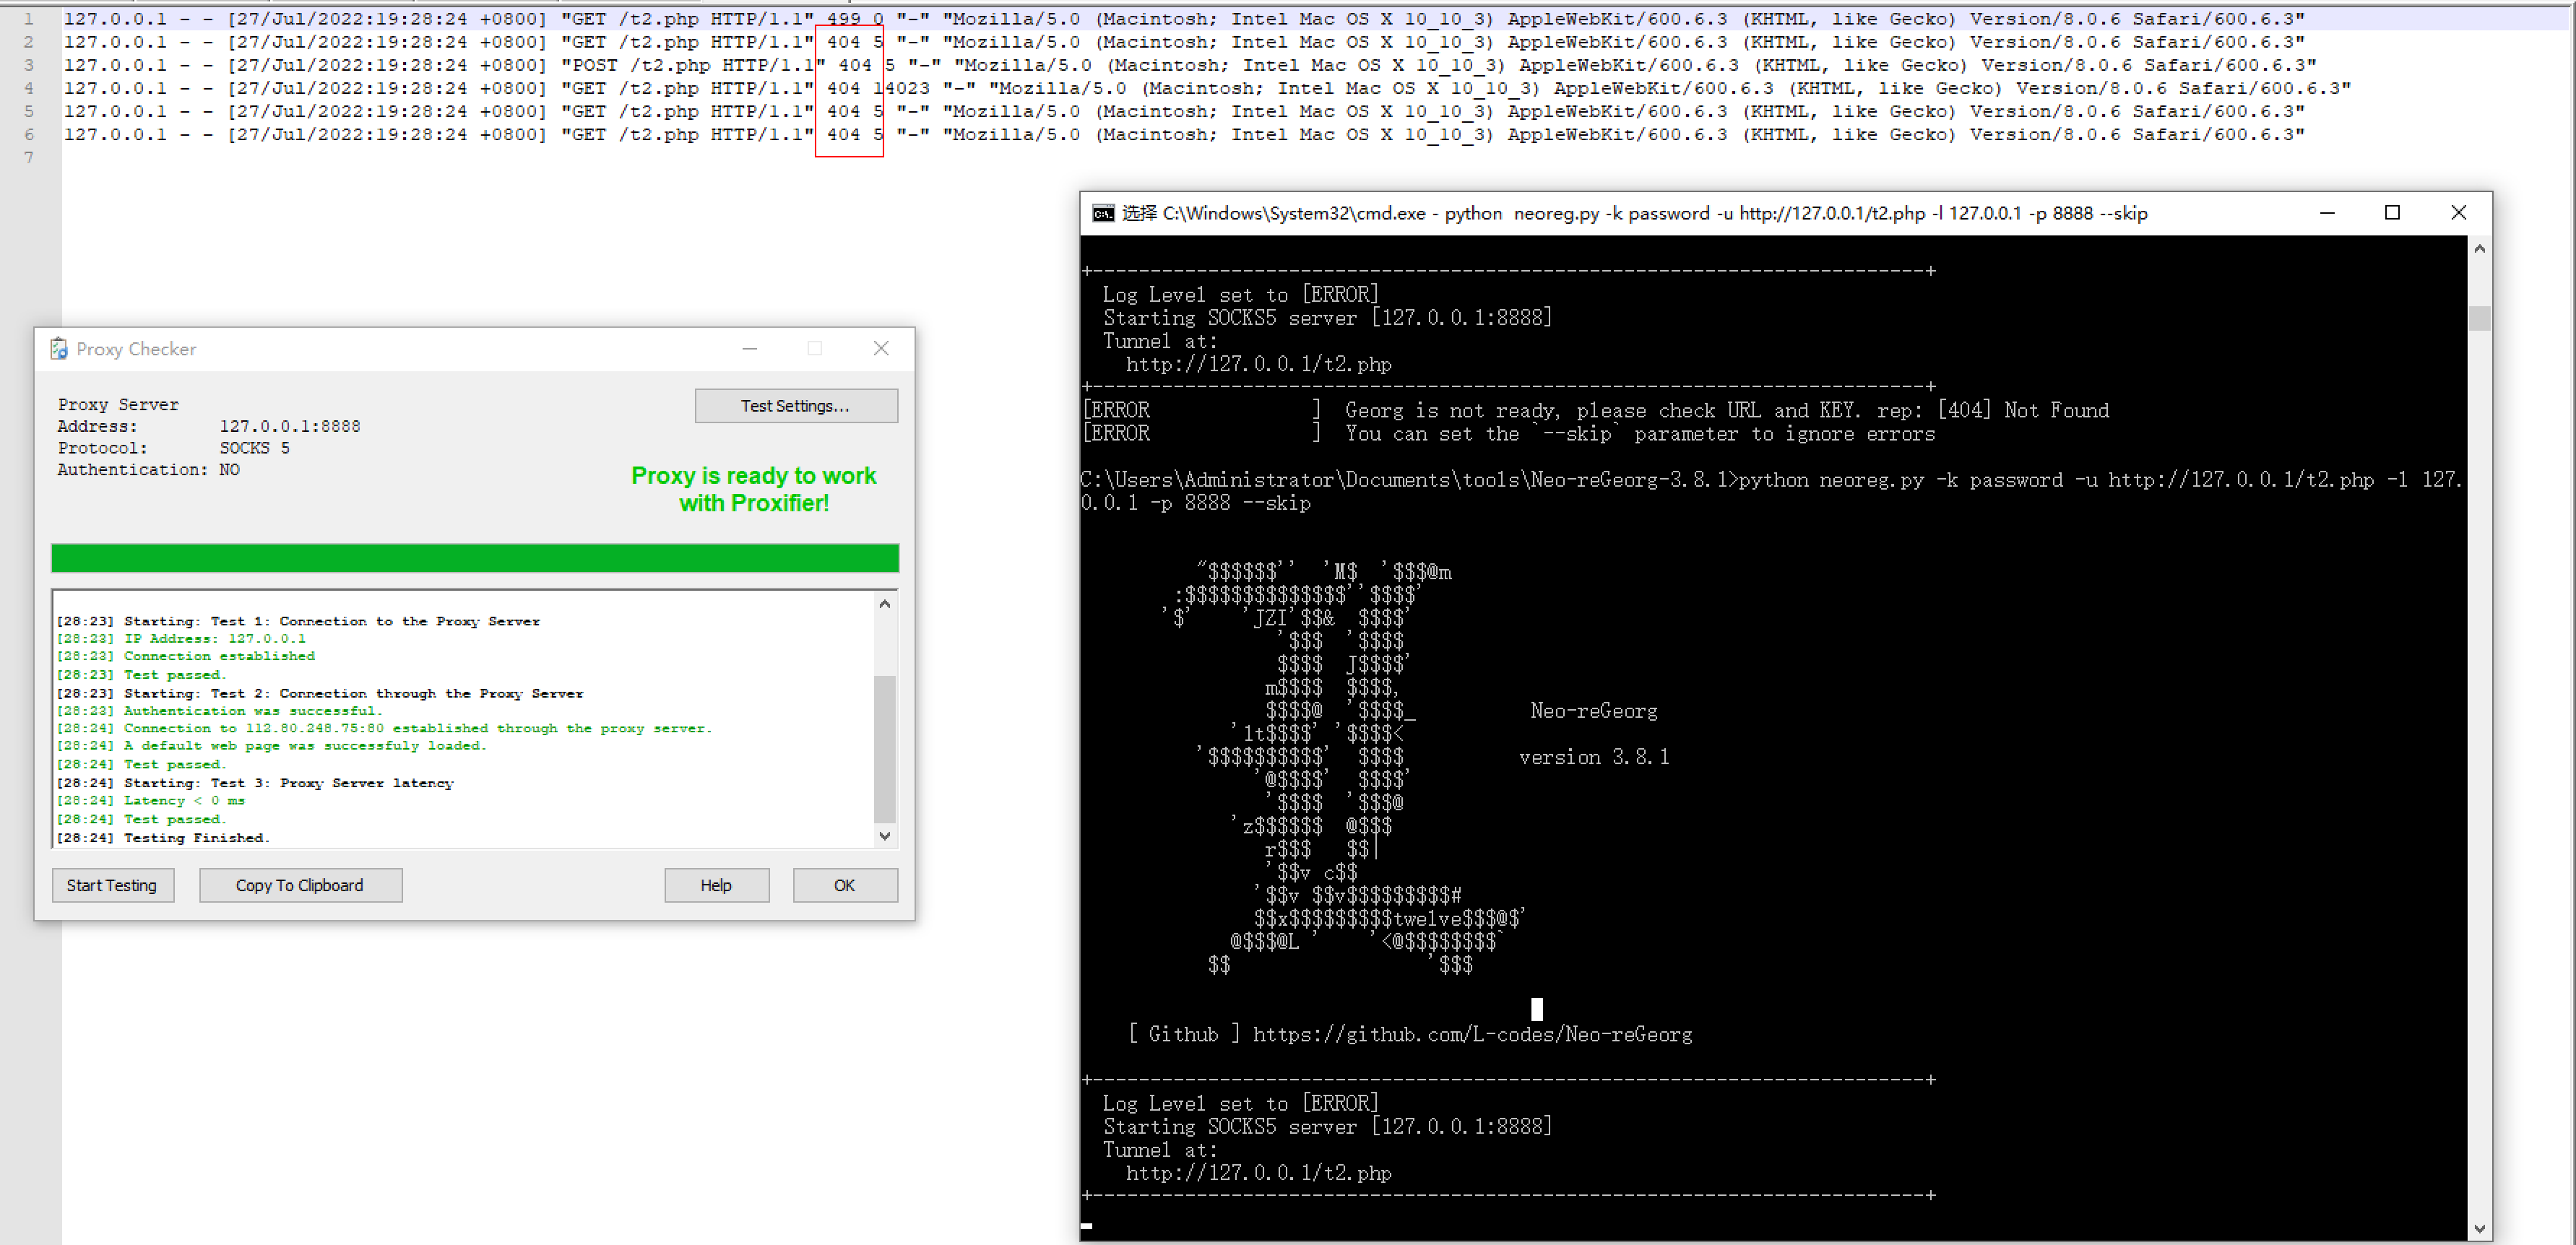 1 127.0.0.1 - - [27/Jul/2022:19:28:24 +0800] "GET /t2.php HTTP/1.1" 499 0 "-" "Mozilla/5.0 (Macintosh; Intel Mac OS X 10_10_3) AppleWebKit/600.6.3 (KHTML, like Gecko) Version/8.0.6 Safari/600.6.3"
2 127.0.0.1 - - [27/Jul/2022:19:28:24 +0800] "GET /t2.php HTTP/1.1" 404 5 "-" "Mozilla/5.0 (Macintosh; Intel Mac OS X 10_10_3) AppleWebKit/600.6.3 (KHTML, like Gecko) Version/8.0.6 Safari/600.6.3"
3 127.0.0.1 - - [27/Jul/2022:19:28:24 +0800] "POST /t2.php HTTP/1.1" 404 5 "-" "Mozilla/5.0 (Macintosh; Intel Mac OS X 10_10_3) AppleWebKit/600.6.3 (KHTML, like Gecko) Version/8.0.6 Safari/600.6.3"
4 127.0.0.1 - - [27/Jul/2022:19:28:24 +0800] "GET /t2.php HTTP/1.1" 404 14023 "-" "Mozilla/5.0 (Macintosh; Intel Mac OS X 10_10_3) AppleWebKit/600.6.3 (KHTML, like Gecko) Version/8.0.6 Safari/600.6.3"
5 127.0.0.1 - - [27/Jul/2022:19:28:24 +0800] "GET /t2.php HTTP/1.1" 404 5 "-" "Mozilla/5.0 (Macintosh; Intel Mac OS X 10_10_3) AppleWebKit/600.6.3 (KHTML, like Gecko) Version/8.0.6 Safari/600.6.3"
6 127.0.0.1 - - [27/Jul/2022:19:28:24 +0800] "GET /t2.php HTTP/1.1" 404 5 "-" "Mozilla/5.0 (Macintosh; Intel Mac OS X 10_10_3) AppleWebKit/600.6.3 (KHTML, like Gecko) Version/8.0.6 Safari/600.6.3"
7
Proxy Checker
Proxy Server
Address: 127.0.0.1:8888
Protocol: SOCKS 5
Authentication: NO
Test Settings...
Proxy is ready to work
with Proxifier!
[28:23] Starting: Test 1: Connection to the Proxy Server
[28:23] IP Address: 127.0.0.1
[28:23] Connection established
[28:23] Test passed.
[28:23] Starting: Test 2: Connection through the Proxy Server
[28:23] Authentication was successful.
[28:24] Connection to 112.80.248.75:80 established through the proxy server.
[28:24] A default web page was successfuly loaded.
[28:24] Test passed.
[28:24] Starting: Test 3: Proxy Server latency
[28:24] Latency < 0 ms
[28:24] Test passed.
[28:24] Testing Finished.
Start Testing
Copy To Clipboard
Help
OK
选择 C:\Windows\System32\cmd.exe - python  neoreg.py -k password -u http://127.0.0.1/t2.php -l 127.0.0.1 -p 8888 --skip
+------------------------------------------------------------------------+
  Log Level set to [ERROR]
  Starting SOCKS5 server [127.0.0.1:8888]
  Tunnel at:
    http://127.0.0.1/t2.php
+------------------------------------------------------------------------+
[ERROR              ]  Georg is not ready, please check URL and KEY. rep: [404] Not Found
[ERROR              ]  You can set the `--skip` parameter to ignore errors
C:\Users\Administrator\Documents\tools\Neo-reGeorg-3.8.1>python neoreg.py -k password -u http://127.0.0.1/t2.php -l 127.
0.0.1 -p 8888 --skip
          "$$$$$$''  'M$  '$$$@m
        :$$$$$$$$$$$$$$''$$$$'
       '$'    'JZI'$$&  $$$$'
                 '$$$  '$$$$
                 $$$$  J$$$$'
                m$$$$  $$$$,
                $$$$@  '$$$$_          Neo-reGeorg
             '1t$$$$' '$$$$<
          '$$$$$$$$$$'  $$$$          version 3.8.1
               '@$$$$'  $$$$'
                '$$$$  '$$$@
             'z$$$$$$  @$$$
                r$$$   $$|
                '$$v c$$
               '$$v $$v$$$$$$$$$#
               $$x$$$$$$$$$twelve$$$@$'
             @$$$@L '    '<@$$$$$$$$`
           $$                 '$$$
    [ Github ] https://github.com/L-codes/Neo-reGeorg
+------------------------------------------------------------------------+
  Log Level set to [ERROR]
  Starting SOCKS5 server [127.0.0.1:8888]
  Tunnel at:
    http://127.0.0.1/t2.php
+------------------------------------------------------------------------+